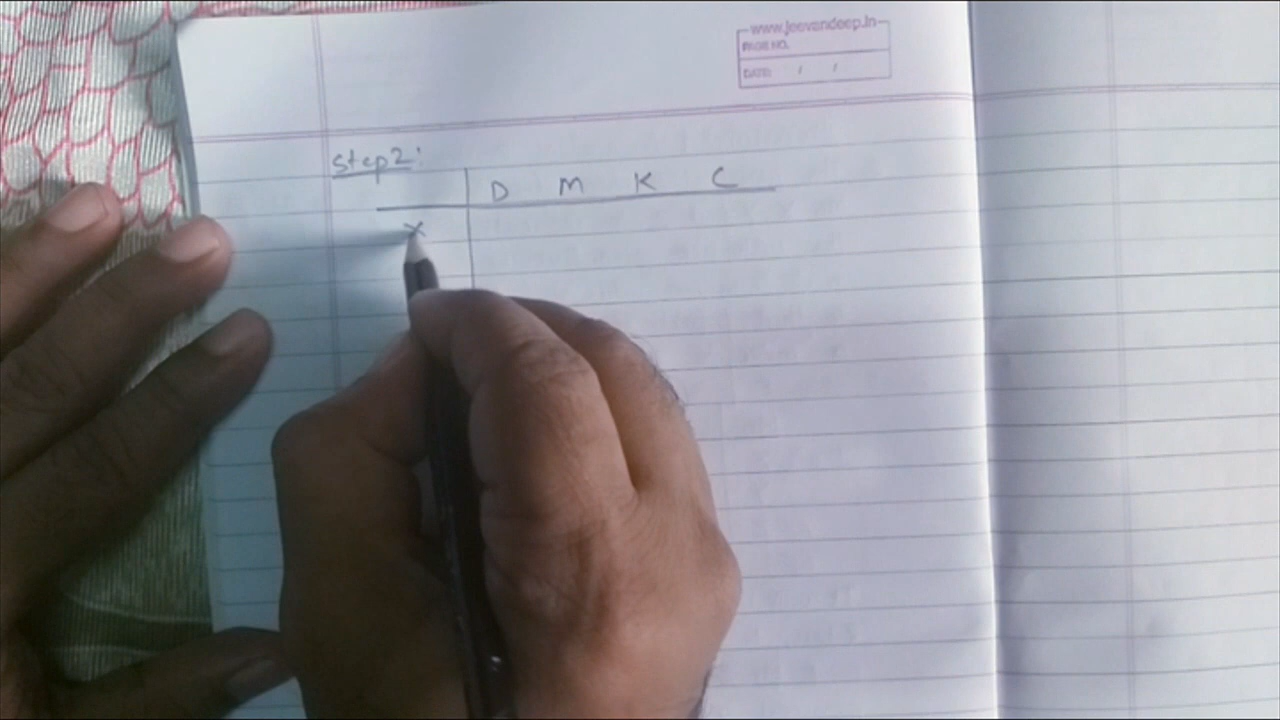 www.jeevandeep.in
PAGE NO.
DATE: / /
Step2:
D M K C
x